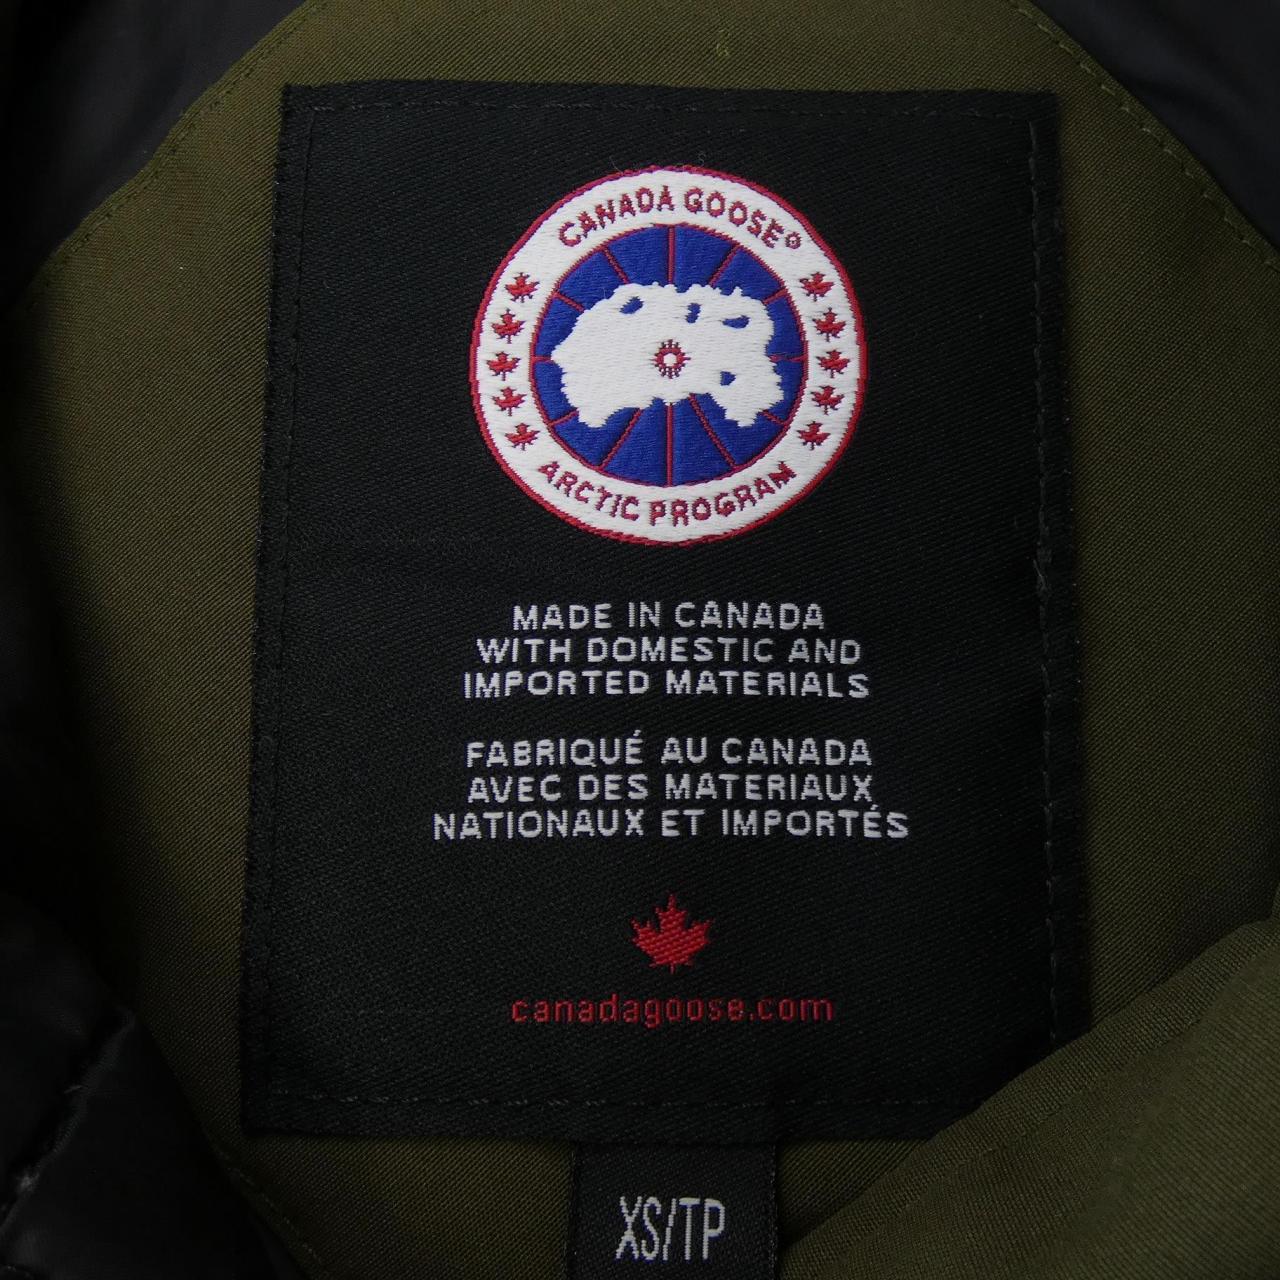 CANADA GOOSE®
ARCTIC PROGRAM
MADE IN CANADA
WITH DOMESTIC AND
IMPORTED MATERIALS
FABRIQUÉ AU CANADA
AVEC DES MATERIAUX
NATIONAUX ET IMPORTÉS
canadagoose.com
XS/TP